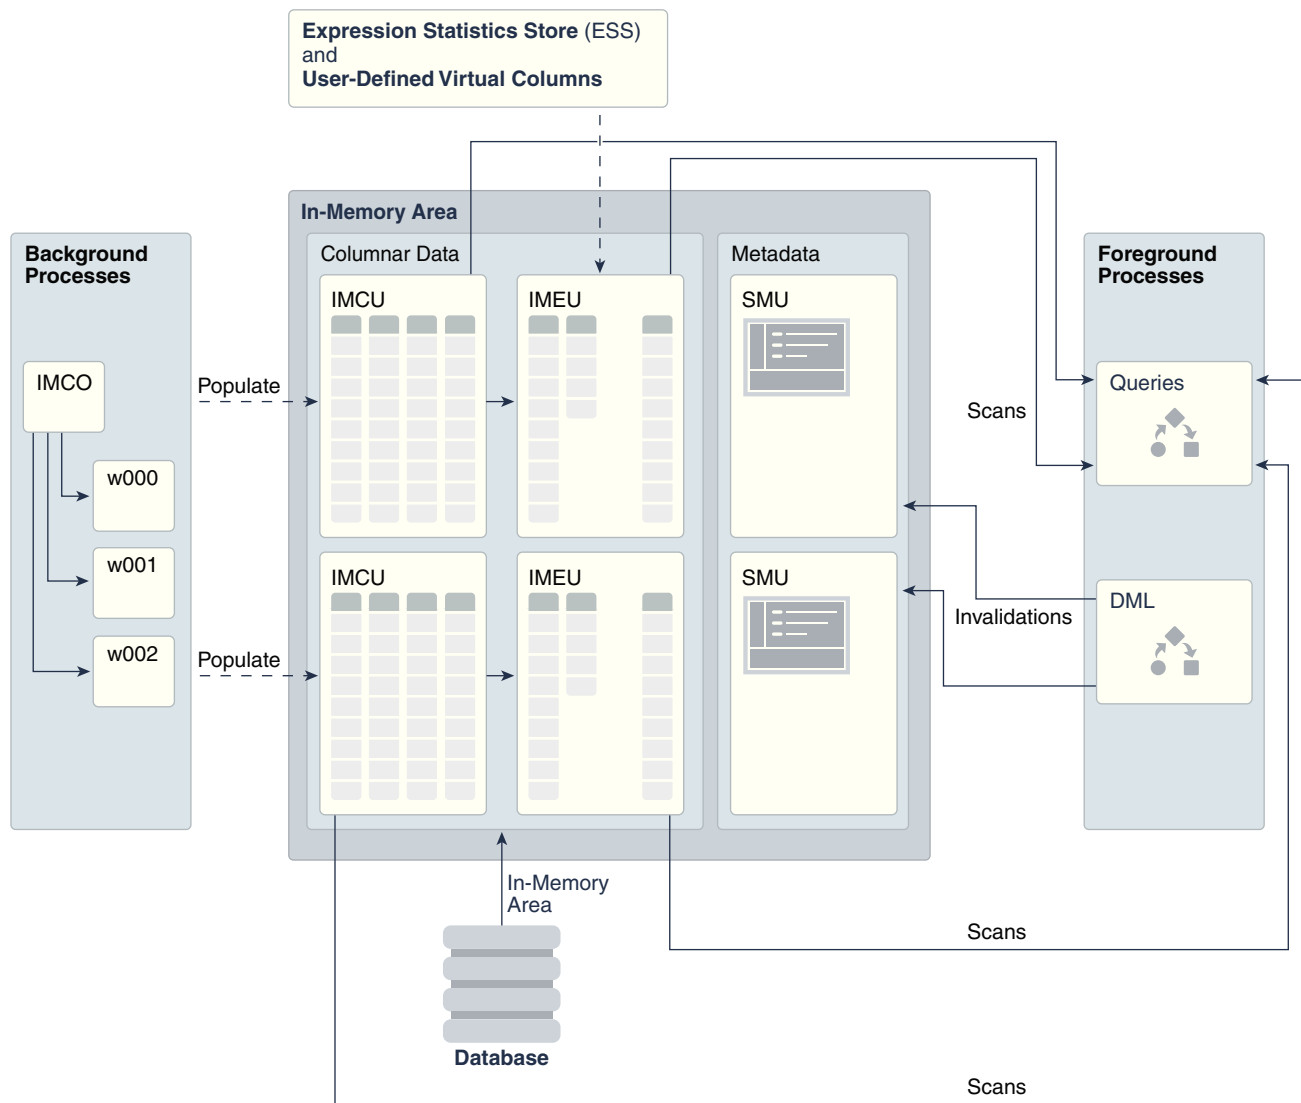 Expression Statistics Store (ESS)
and
User-Defined Virtual Columns
In-Memory Area
Background
Processes
Columnar Data
Metadada
Foreground
Processes
IMCU
IMEU
SMU
IMCO
Populate
Queries
Scans
w000
w001
IMCU
IMEU
SMU
DML
Invalidations
w002
Populate
In-Memory
Area
Scans
Database
Scans